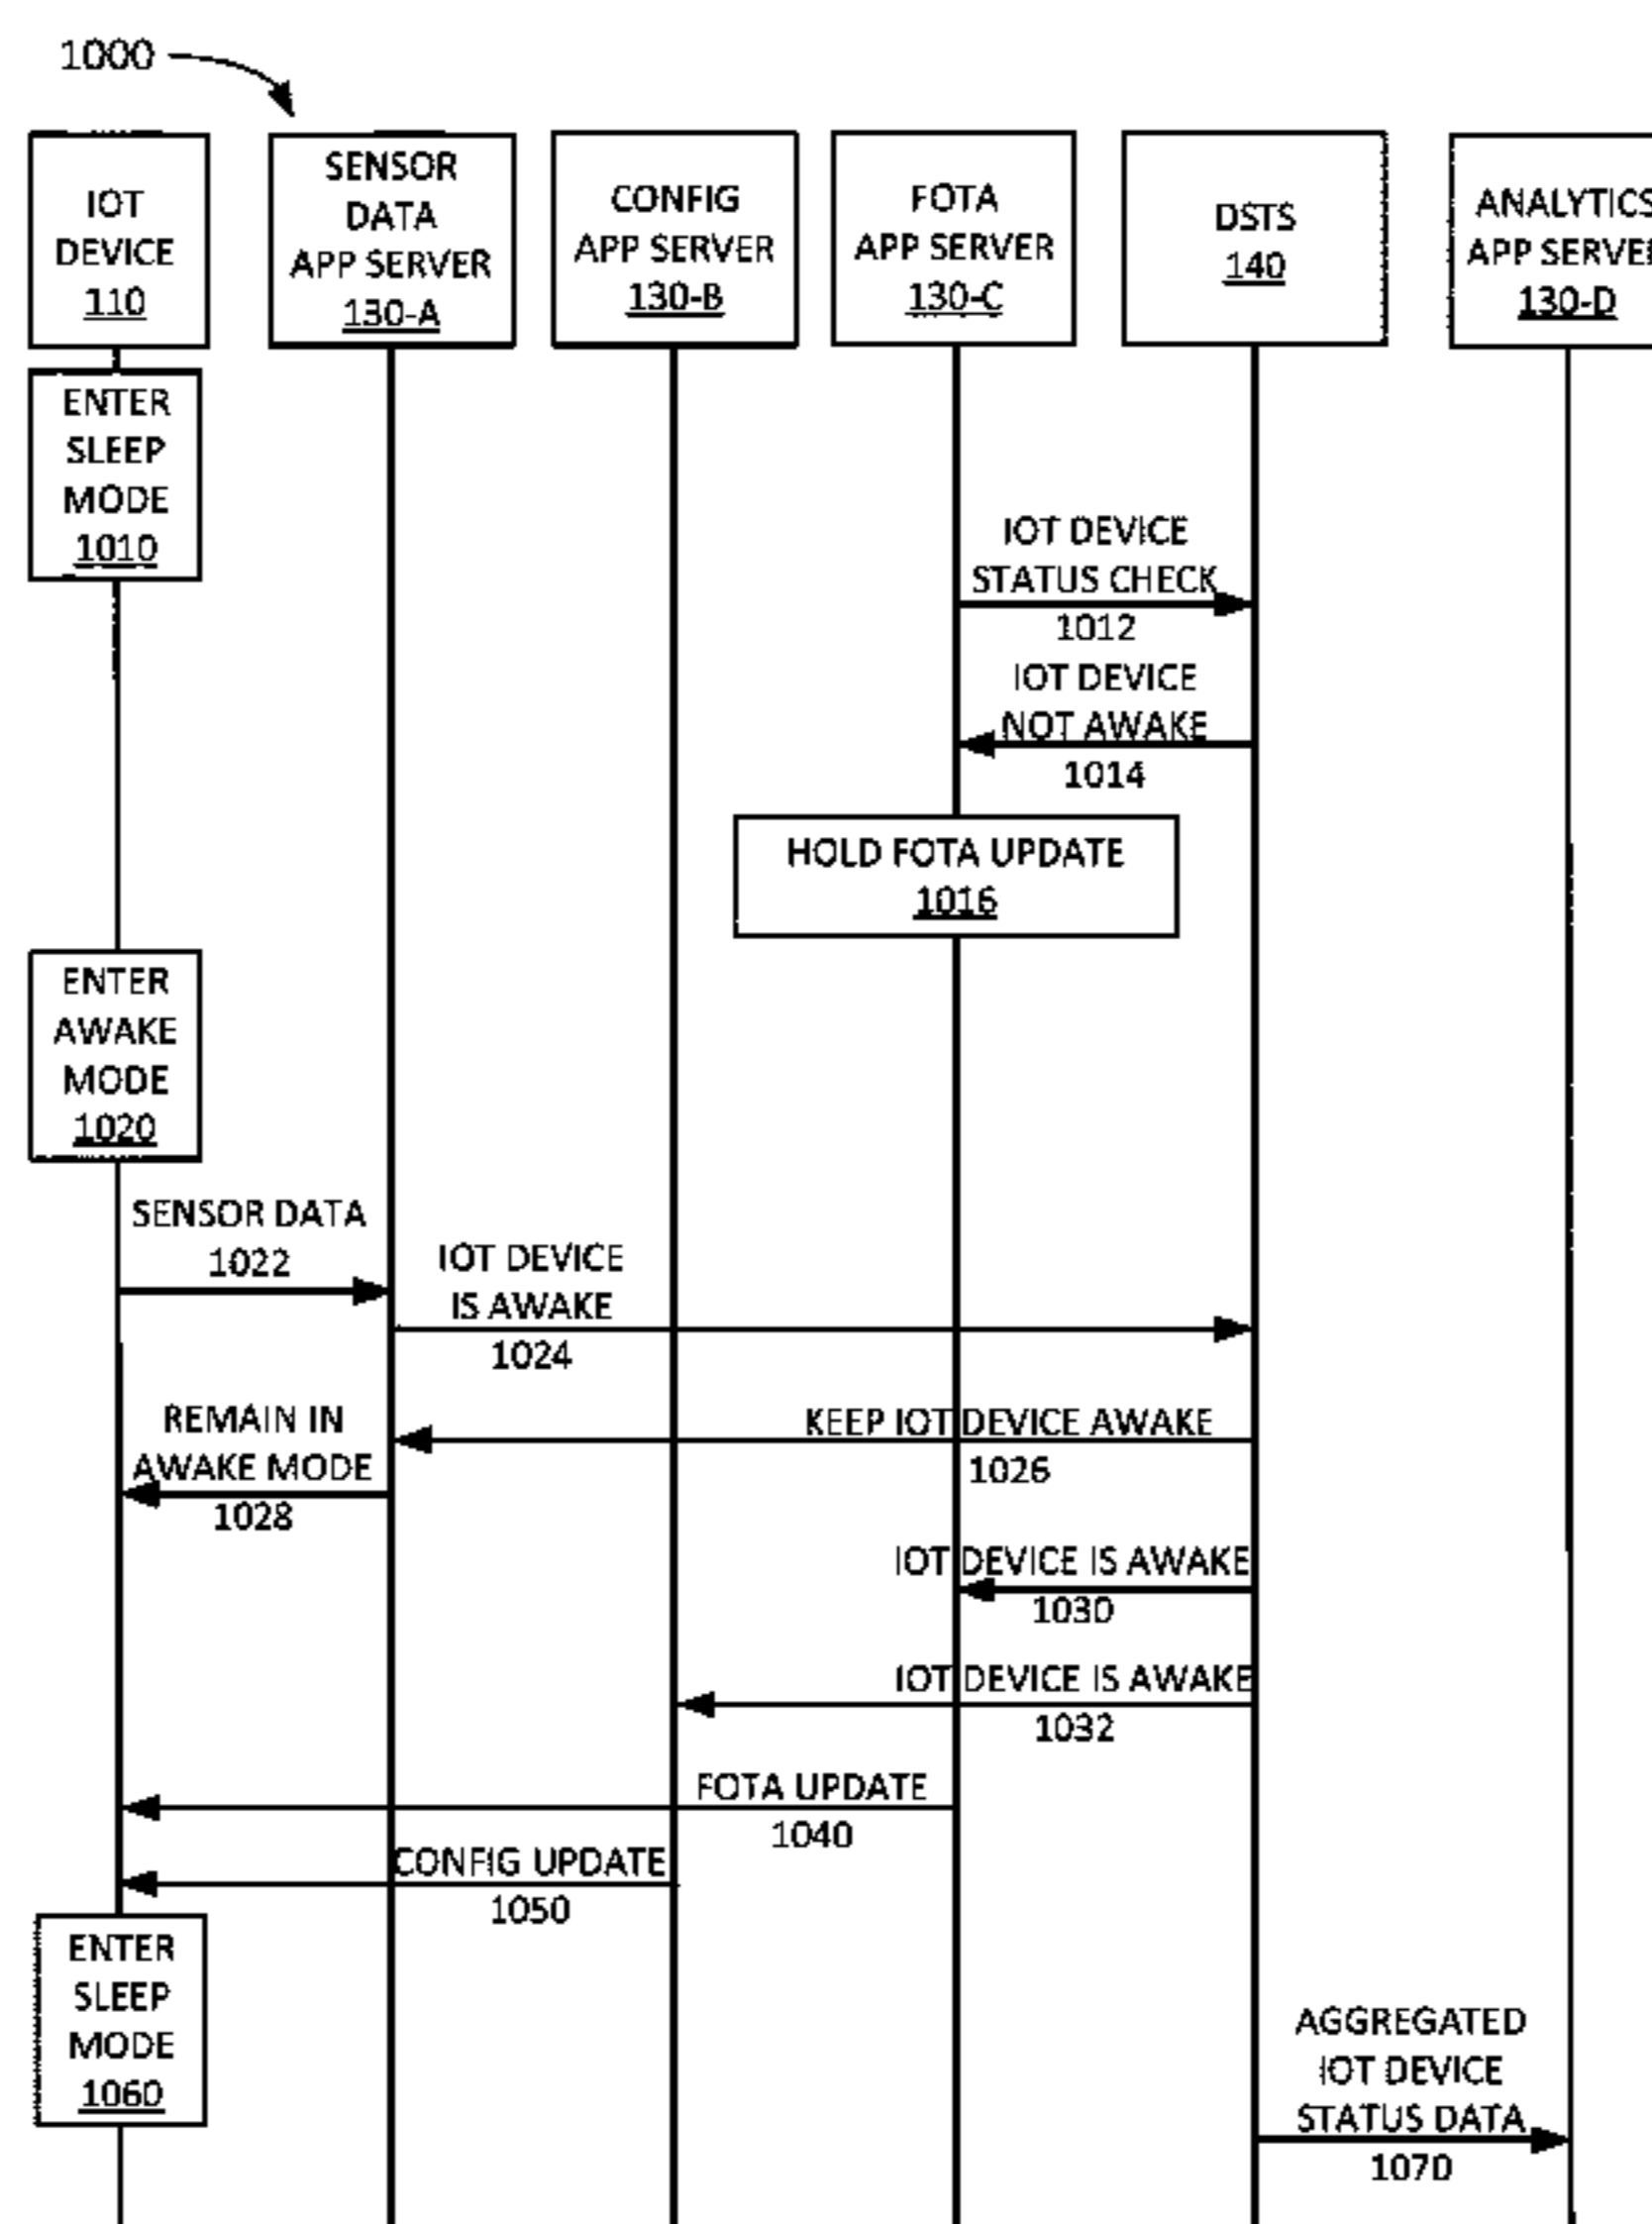 1000
IOT
DEVICE
110
SENSOR
DATA
APP SERVER
130-A
CONFIG
APP SERVER
130-B
FOTA
APP SERVER
130-C
DSTS
140
ANALYTICS
APP SERVER
130-D
ENTER
SLEEP
MODE
1010
IOT DEVICE
STATUS CHECK
1012
IOT DEVICE
NOT AWAKE
1014
HOLD FOTA UPDATE
1016
ENTER
AWAKE
MODE
1020
SENSOR DATA
1022
IOT DEVICE
IS AWAKE
1024
KEEP IOT DEVICE AWAKE
1026
REMAIN IN
AWAKE MODE
1028
IOT DEVICE IS AWAKE
1030
IOT DEVICE IS AWAKE
1032
FOTA UPDATE
1040
CONFIG UPDATE
1050
ENTER
SLEEP
MODE
1060
AGGREGATED
IOT DEVICE
STATUS DATA
1070